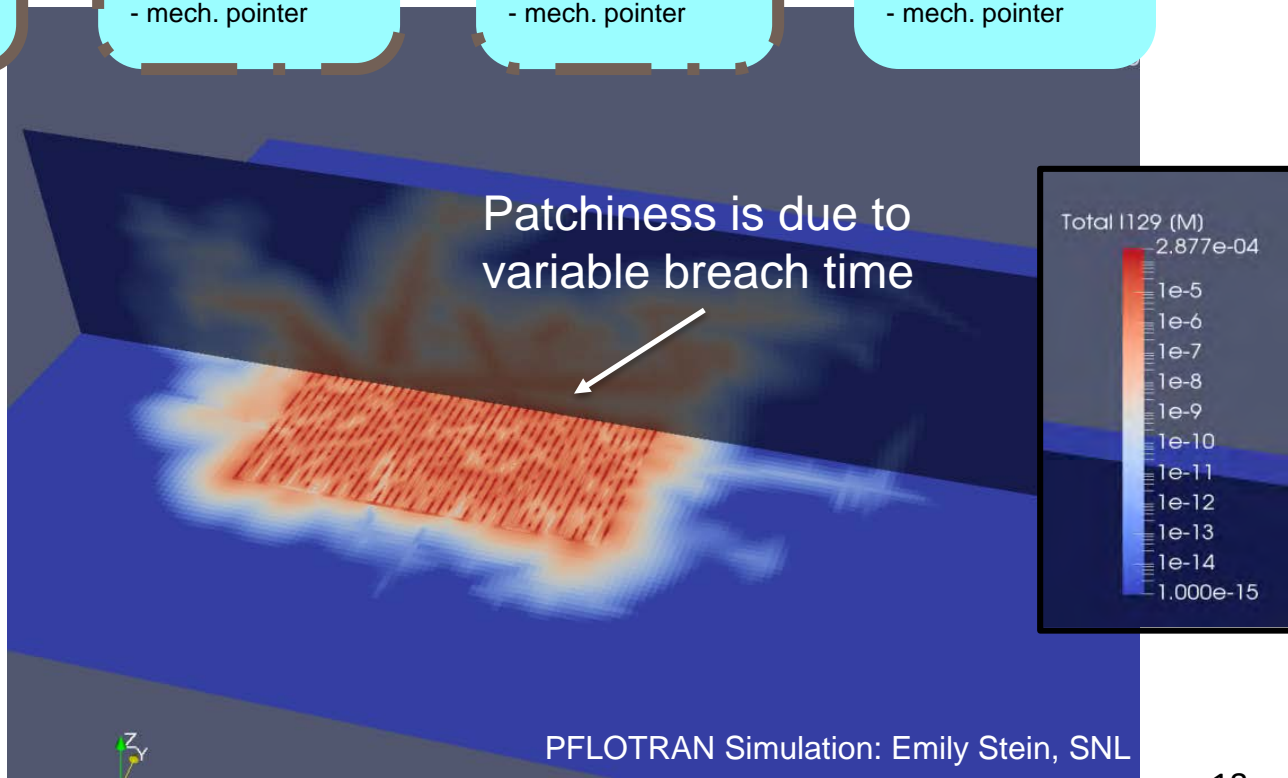 - mech. pointer
- mech. pointer
- mech. pointer
Patchiness is due to
variable breach time
Total I129 (M)
2.877e-04
1e-5
1e-6
1e-7
1e-8
1e-9
1e-10
1e-11
1e-12
1e-13
1e-14
1.000e-15
Z
Y
PFLOTRAN Simulation: Emily Stein, SNL